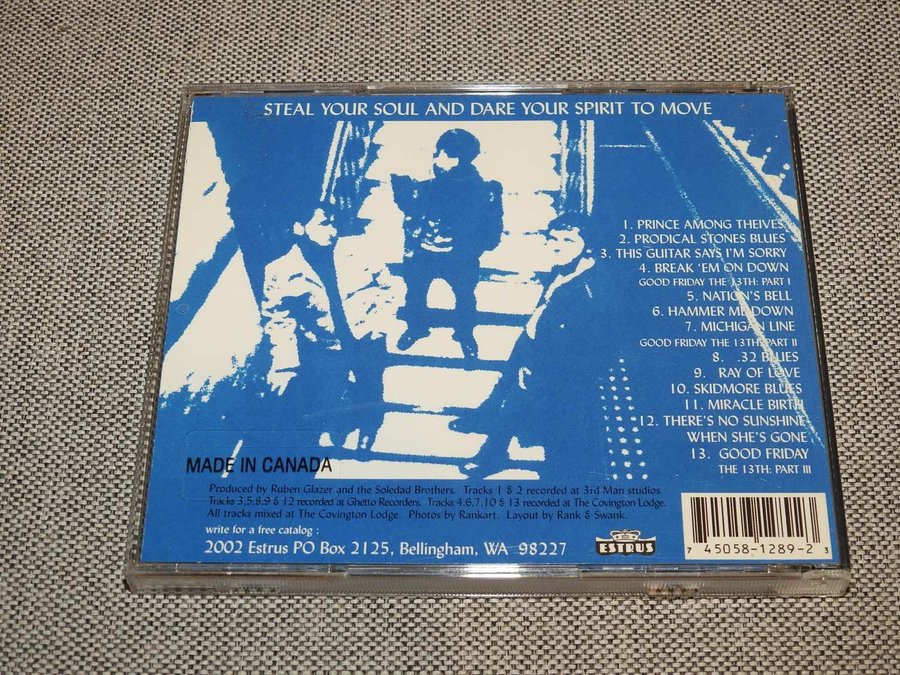 STEAL YOUR SOUL AND DARE YOUR SPIRIT TO MOVE
1. PRINCE AMONG THEIVES
2. PRODICAL STONES BLUES
3. THIS GUITAR SAYS I'M SORRY
4. BREAK 'EM ON DOWN
GOOD FRIDAY THE 13TH: PART I
5. NATION'S BELL
6. HAMMER ME DOWN
7. MICHIGAN LINE
GOOD FRIDAY THE 13TH: PART II
8. .32 BLUES
9. RAY OF LOVE
10. SKIDMORE BLUES
11. MIRACLE BIRTH
12. THERE'S NO SUNSHINE
WHEN SHE'S GONE
13. GOOD FRIDAY
THE 13TH: PART III
MADE IN CANADA
Produced by Ruben Glazer and the Soledad Brothers. Tracks 1 & 2 recorded at 3rd Man studios.
Tracks 3,5,8,9 & 12 recorded at Ghetto Recorders. Tracks 4,6,7,10 & 13 recorded at The Covington Lodge.
All tracks mixed at The Covington Lodge. Photos by Rankart. Layout by Rank & Swank.
write for a free catalog :
2002 Estrus PO Box 2125, Bellingham, WA 98227
ESTRUS
7 45058-1289-2 3